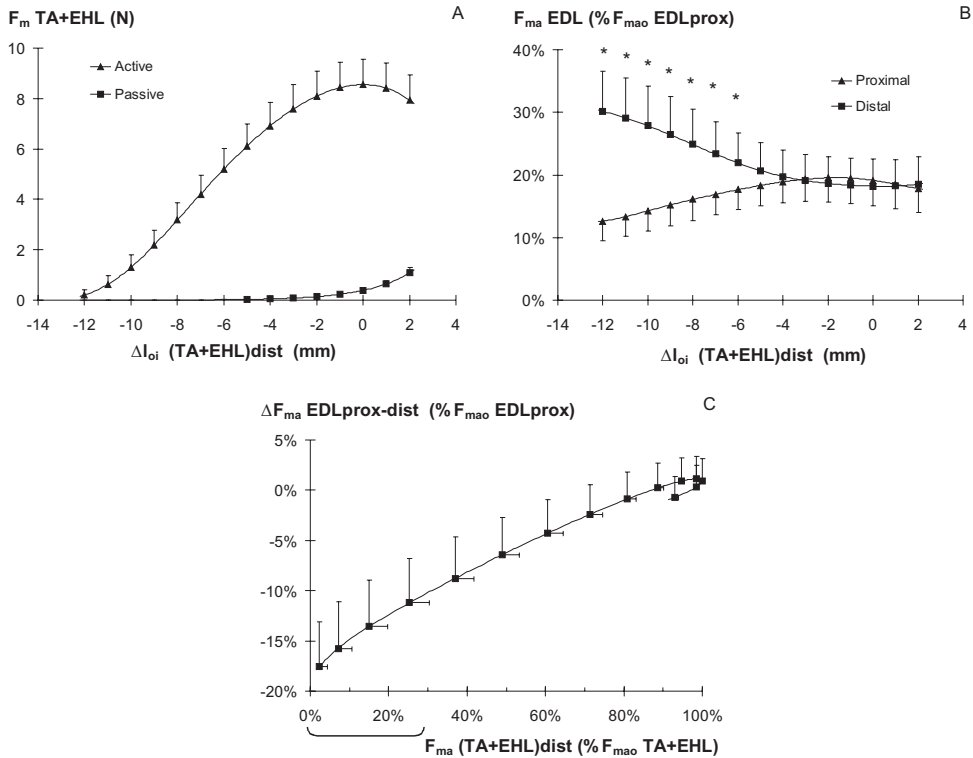 F_m TA+EHL (N)
A
10
8
6
4
2
0
Active
Passive
-14 -12 -10 -8 -6 -4 -2 0 2 4
Δl_oi (TA+EHL)dist (mm)
F_ma EDL (% F_mao EDLprox)
B
40%
30%
20%
10%
0%
* * * * * * *
Proximal
Distal
-14 -12 -10 -8 -6 -4 -2 0 2 4
Δl_oi (TA+EHL)dist (mm)
ΔF_ma EDLprox-dist (% F_mao EDLprox)
C
5%
0%
-5%
-10%
-15%
-20%
0% 20% 40% 60% 80% 100%
F_ma (TA+EHL)dist (% F_mao TA+EHL)